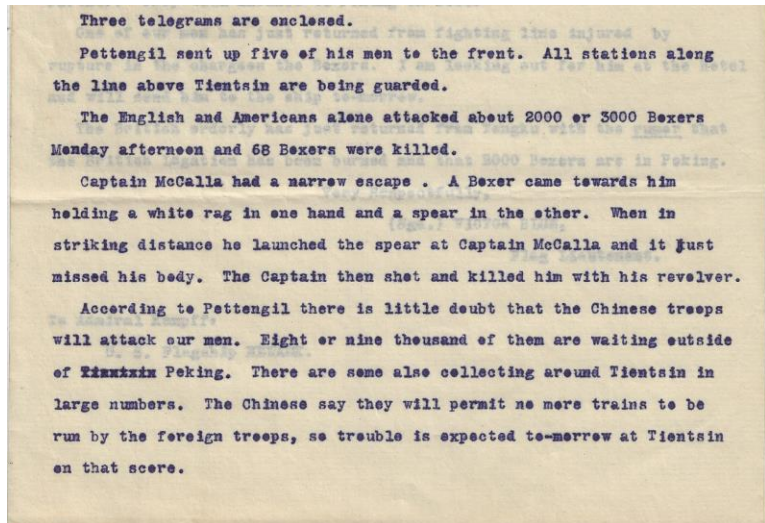 Three telegrams are enclosed.
Pettengil sent up five of his men to the front. All stations along
the line above Tientsin are being guarded.
The English and Americans alone attacked about 2000 or 3000 Boxers
Monday afternoon and 68 Boxers were killed.
Captain McCalla had a narrow escape . A Boxer came towards him
holding a white rag in one hand and a spear in the other. When in
striking distance he launched the spear at Captain McCalla and it just
missed his body. The Captain then shot and killed him with his revolver.
According to Pettengil there is little doubt that the Chinese troops
will attack our men. Eight or nine thousand of them are waiting outside
of Peking. There are some also collecting around Tientsin in
large numbers. The Chinese say they will permit no more trains to be
run by the foreign troops, so trouble is expected to-morrow at Tientsin
on that score.